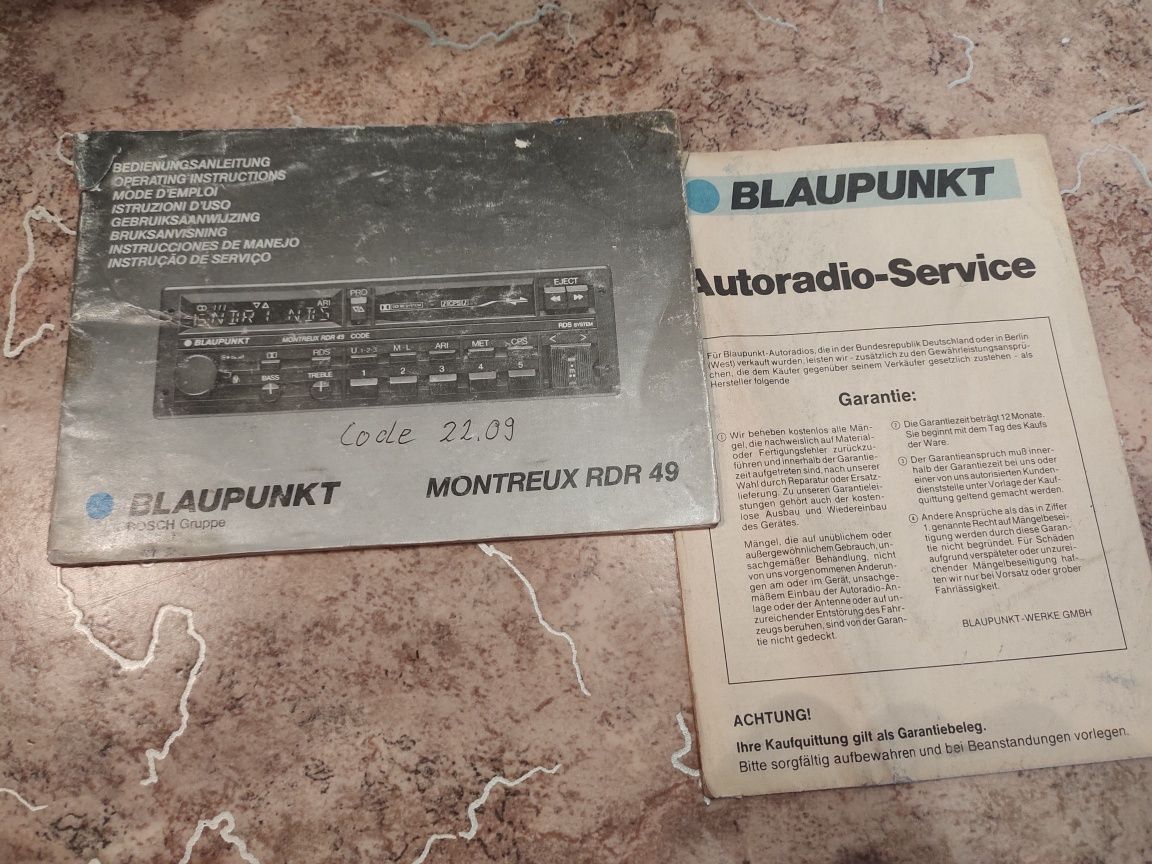 BEDIENUNGSANLEITUNG
OPERATING INSTRUCTIONS
MODE D'EMPLOI
ISTRUZIONI D'USO
GEBRUIKSAANWIJZING
BRUKSANVISNING
INSTRUCCIONES DE MANEJO
INSTRUÇÃO DE SERVIÇO
ARI
PRO
EJECT
CPS
NDR1 NDS
BLAUPUNKT
MONTREUX RDR 49 CODE
RDS SYSTEM
RDS
U 1-2-3
M-L
ARI
MET
CPS
BASS
TREBLE
1
2
3
4
5
Code 22.09
BLAUPUNKT
BOSCH Gruppe
MONTREUX RDR 49
BLAUPUNKT
Autoradio-Service
Für Blaupunkt-Autoradios, die in der Bundesrepublik Deutschland oder in Berlin
(West) verkauft wurden, leisten wir - zusätzlich zu den Gewährleistungsansprü-
chen, die dem Käufer gegenüber seinem Verkäufer gesetzlich zustehen - als
Hersteller folgende
Garantie:
① Wir beheben kostenlos alle Män-
gel, die nachweislich auf Material-
oder Fertigungsfehler zurückzu-
führen und innerhalb der Garantie-
zeit aufgetreten sind, nach unserer
Wahl durch Reparatur oder Ersatz-
lieferung. Zu unseren Garantielei-
stungen gehört auch der kosten-
lose Ausbau und Wiedereinbau
des Gerätes.
Mängel, die auf unüblichem oder
außergewöhnlichem Gebrauch, un-
sachgemäßer Behandlung, nicht
von uns vorgenommenen Änderun-
gen am oder im Gerät, unsachge-
mäßem Einbau der Autoradio-An-
lage oder der Antenne oder auf un-
zureichender Entstörung des Fahr-
zeugs beruhen, sind von der Garan-
tie nicht gedeckt.
② Die Garantiezeit beträgt 12 Monate.
Sie beginnt mit dem Tag des Kaufs
der Ware.
③ Der Garantieanspruch muß inner-
halb der Garantiezeit bei uns oder
einer von uns autorisierten Kunden-
dienststelle unter Vorlage der Kauf-
quittung geltend gemacht werden.
④ Andere Ansprüche als das in Ziffer
1. genannte Recht auf Mängelbesei-
tigung werden durch diese Garan-
tie nicht begründet. Für Schäden
aufgrund verspäteter oder unzurei-
chender Mängelbeseitigung haf-
ten wir nur bei Vorsatz oder grober
Fahrlässigkeit.
BLAUPUNKT-WERKE GMBH
ACHTUNG!
Ihre Kaufquittung gilt als Garantiebeleg.
Bitte sorgfältig aufbewahren und bei Beanstandungen vorlegen.